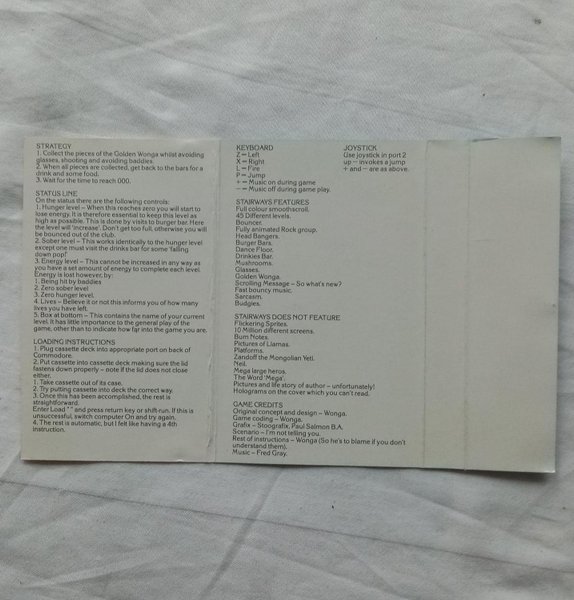 STRATEGY
1. Collect the pieces of the Golden Wonga whilst avoiding
glasses, shooting and avoiding baddies.
2. When all pieces are collected, get back to the bars for a
drink and some food.
3. Wait for the time to reach 000.
STATUS LINE
On the status there are the following controls:
1. Hunger level – When this reaches zero you will start to
lose energy. It is therefore essential to keep this level as
high as possible. This is done by visits to burger bar. Here
the level will 'increase'. Don't get too full, otherwise you will
be bounced out of the club.
2. Sober level – This works identically to the hunger level
except one must visit the drinks bar for some 'falling
down pop!'
3. Energy level – This cannot be increased in any way as
you have a set amount of energy to complete each level.
Energy is lost however, by:
1. Being hit by baddies
2. Zero sober level
3. Zero hunger level.
4. Lives – Believe it or not this informs you of how many
lives you have left.
5. Box at bottom – This contains the name of your current
level. It has little importance to the general play of the
game, other than to indicate how far into the game you are.
LOADING INSTRUCTIONS
1. Plug cassette deck into appropriate port on back of
Commodore.
2. Put cassette into cassette deck making sure the lid
fastens down properly – note if the lid does not close
either.
1. Take cassette out of its case.
2. Try putting cassette into deck the correct way.
3. Once this has been accomplished, the rest is
straightforward.
Enter Load " " and press return key or shift-run. If this is
unsuccessful, switch computer On and try again.
4. The rest is automatic, but I felt like having a 4th
instruction.
KEYBOARD
Z – Left
X – Right
L – Fire
P – Jump
+ – Music on during game
– – Music off during game play.
JOYSTICK
Use joystick in port 2
up – invokes a jump
+ and – are as above.
STAIRWAYS FEATURES
Full colour smoothscroll.
45 Different levels.
Bouncer.
Fully animated Rock group.
Head Bangers.
Burger Bars.
Dance Floor.
Drinkies Bar.
Mushrooms.
Glasses.
Golden Wonga.
Scrolling Message – So what's new?
Fast bouncy music.
Sarcasm.
Budgies.
STAIRWAYS DOES NOT FEATURE
Flickering Sprites.
10 Million different screens.
Bum Notes.
Pictures of Llamas.
Platforms.
Zandoff the Mongolian Yeti.
Neil.
Mega large heros.
The Word 'Mega'.
Pictures and life story of author – unfortunately!
Holograms on the cover which you can't read.
GAME CREDITS
Original concept and design – Wonga.
Game coding – Wonga.
Grafix – Stoografix, Paul Salmon B.A.
Scenario – I'm not telling you.
Rest of instructions – Wonga (So he's to blame if you don't
understand them).
Music – Fred Gray.